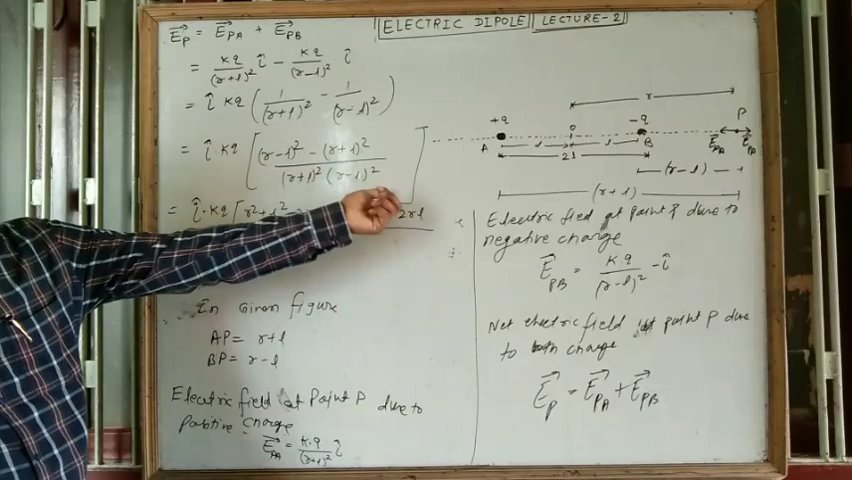 ELECTRIC DIPOLE LECTURE-2
E⃗P = E⃗PA + E⃗PB
= kq/(r+l)² î - kq/(r-l)² î
= î kq (1/(r+l)² - 1/(r-l)²)
= î kq [(r-l)² - (r+l)² / (r+l)² (r-l)²]
= î.kq [r²+l²-2 2rl
In Given figure
AP = r+l
BP = r-l
Electric field at Point P due to
positive charge
E⃗PA = k.q/(r+l)² î
r
+q O -q P
A l l B E⃗PA E⃗PA
2l
(r-l)
(r+l)
Electric field at point P due to
negative charge
E⃗PB = kq/(r-l)² -î
Net electric field at point P due
to both charge
E⃗P = E⃗PA + E⃗PB